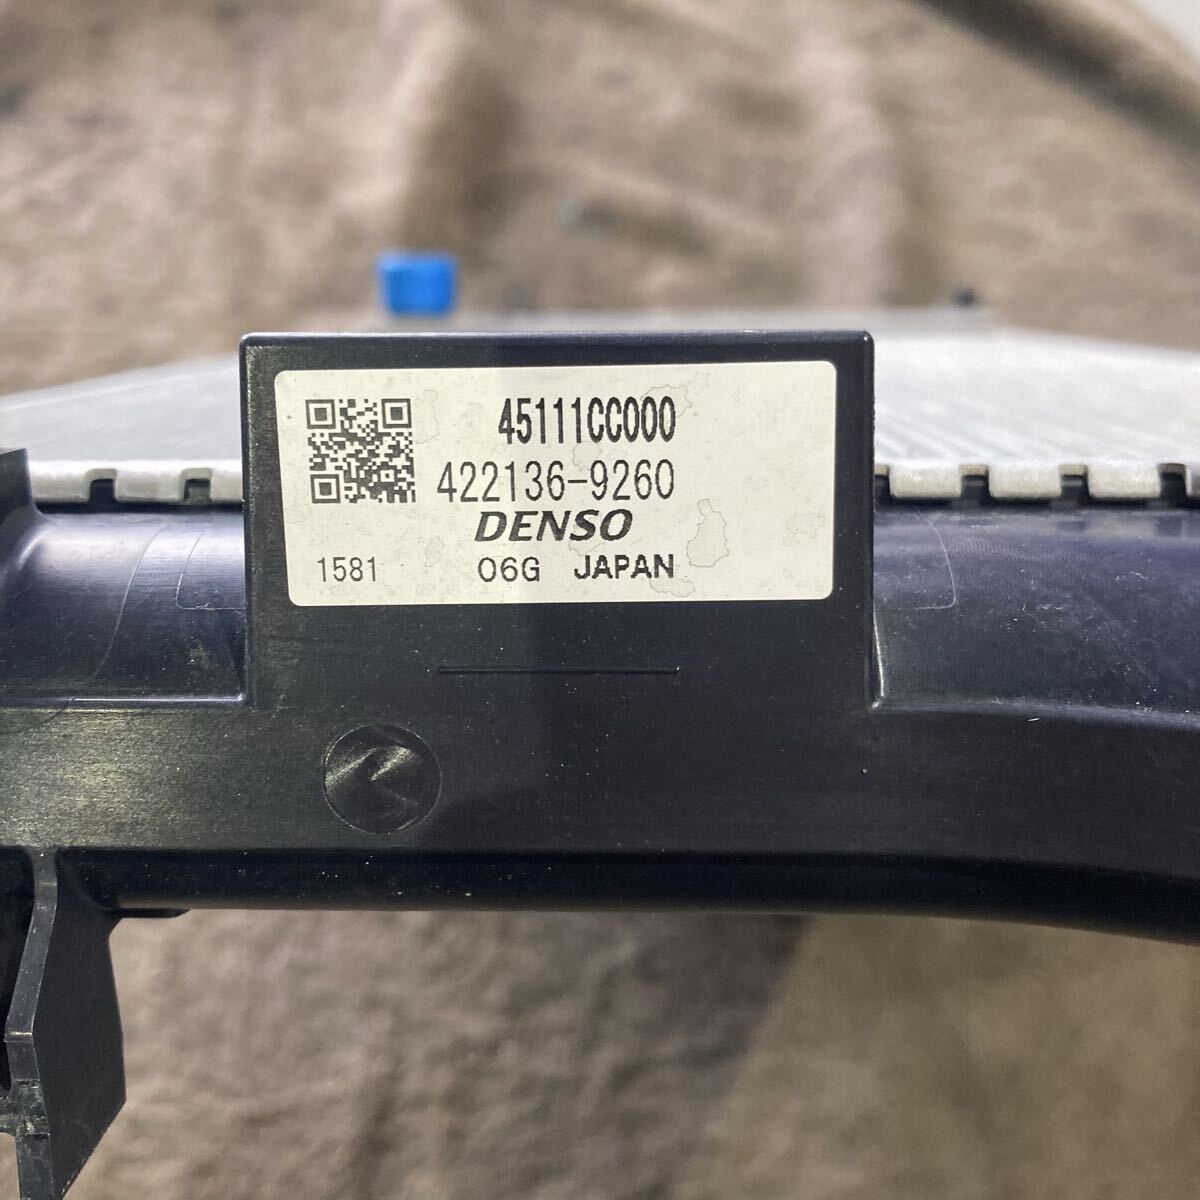 45111CC000
422136-9260
DENSO
1581 06G JAPAN